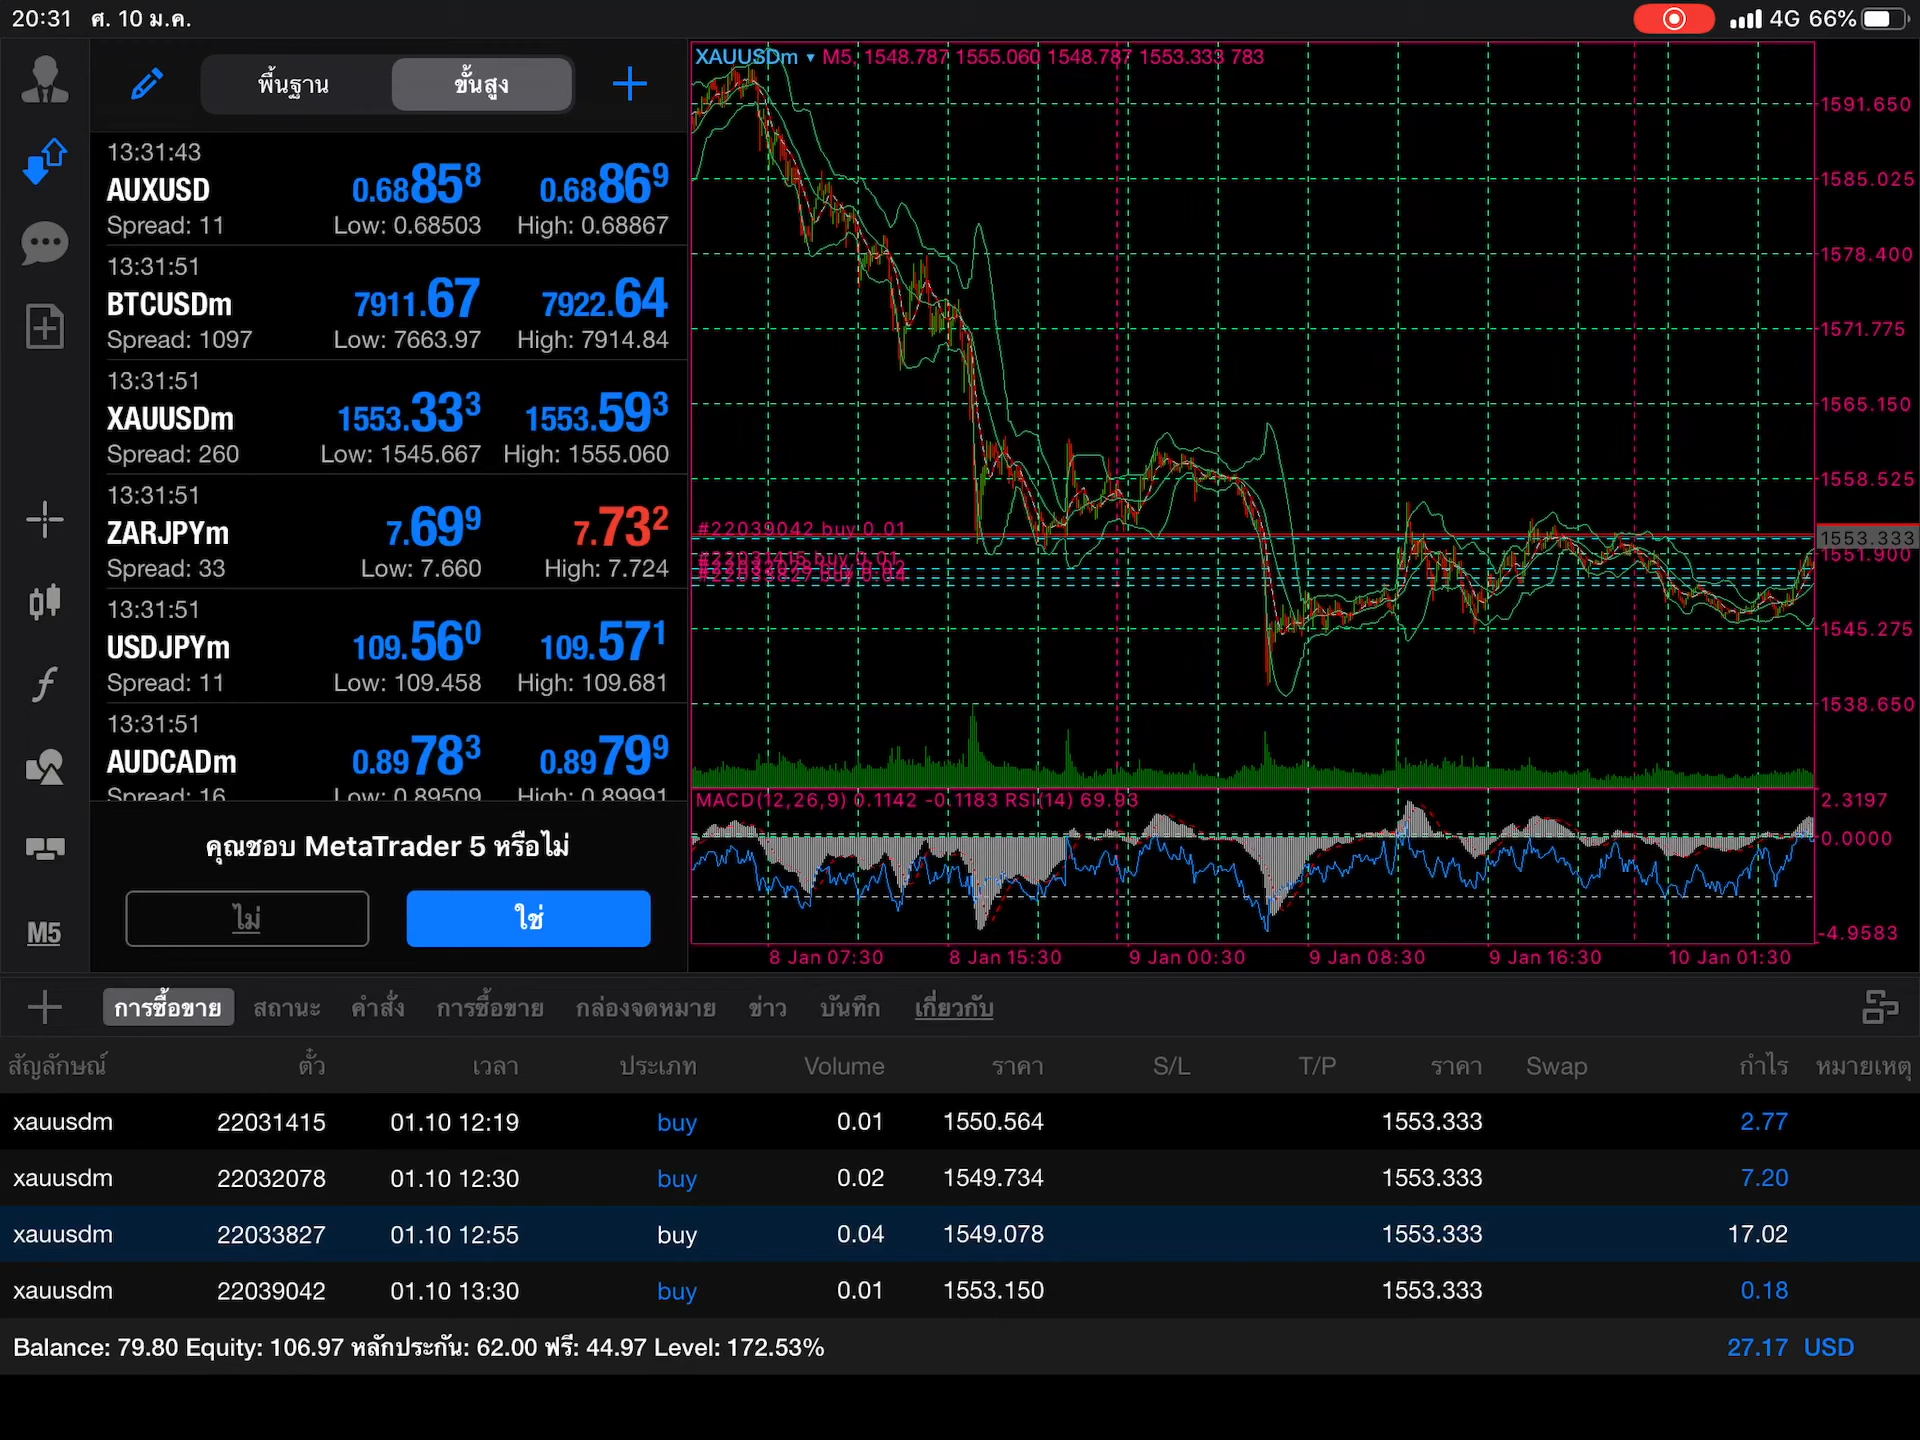 20:31 ศ. 10 ม.ค.
4G 66%
พื้นฐาน ขั้นสูง
13:31:43
AUXUSD 0.68858 0.68869
Spread: 11 Low: 0.68503 High: 0.68867
13:31:51
BTCUSDm 7911.67 7922.64
Spread: 1097 Low: 7663.97 High: 7914.84
13:31:51
XAUUSDm 1553.333 1553.593
Spread: 260 Low: 1545.667 High: 1555.060
13:31:51
ZARJPYm 7.699 7.732
Spread: 33 Low: 7.660 High: 7.724
13:31:51
USDJPYm 109.560 109.571
Spread: 11 Low: 109.458 High: 109.681
13:31:51
AUDCADm 0.89783 0.89799
Spread: 16 Low: 0.89509 High: 0.89991
คุณชอบ MetaTrader 5 หรือไม่
ไม่ ใช่
M5
XAUUSDm ▾ M5, 1548.787 1555.060 1548.787 1553.333 783
1591.650
1585.025
1578.400
1571.775
1565.150
1558.525
1553.333
1551.900
1545.275
1538.650
#22039042 buy 0.01
#22031415 buy 0.01
#22033827 buy 0.04
MACD(12,26,9) 0.1142 -0.1183 RSI(14) 69.93
2.3197
0.0000
-4.9583
8 Jan 07:30 8 Jan 15:30 9 Jan 00:30 9 Jan 08:30 9 Jan 16:30 10 Jan 01:30
การซื้อขาย สถานะ คำสั่ง การซื้อขาย กล่องจดหมาย ข่าว บันทึก เกี่ยวกับ
สัญลักษณ์ ตั๋ว เวลา ประเภท Volume ราคา S/L T/P ราคา Swap กำไร หมายเหตุ
xauusdm 22031415 01.10 12:19 buy 0.01 1550.564 1553.333 2.77
xauusdm 22032078 01.10 12:30 buy 0.02 1549.734 1553.333 7.20
xauusdm 22033827 01.10 12:55 buy 0.04 1549.078 1553.333 17.02
xauusdm 22039042 01.10 13:30 buy 0.01 1553.150 1553.333 0.18
Balance: 79.80 Equity: 106.97 หลักประกัน: 62.00 ฟรี: 44.97 Level: 172.53% 27.17 USD